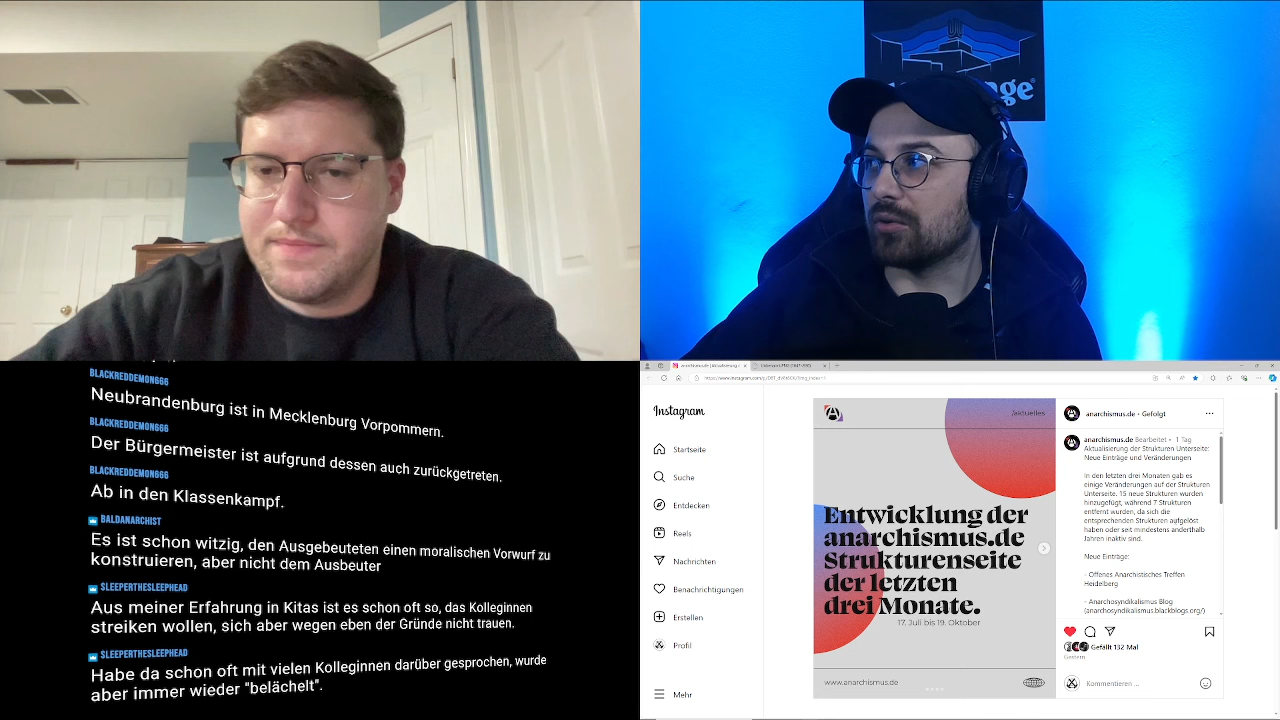 BLACKREDDEMON666
Neubrandenburg ist in Mecklenburg Vorpommern.
BLACKREDDEMON666
Der Bürgermeister ist aufgrund dessen auch zurückgetreten.
BLACKREDDEMON666
Ab in den Klassenkampf.
BALDANARCHIST
Es ist schon witzig, den Ausgebeuteten einen moralischen Vorwurf zu
konstruieren, aber nicht dem Ausbeuter
SLEEPERTHESLEEPHEAD
Aus meiner Erfahrung in Kitas ist es schon oft so, das Kolleginnen
streiken wollen, sich aber wegen eben der Gründe nicht trauen.
SLEEPERTHESLEEPHEAD
Habe da schon oft mit vielen Kolleginnen darüber gesprochen, wurde
aber immer wieder "belächelt".
Instagram
Startseite
Suche
Entdecken
Reels
Nachrichten
Benachrichtigungen
Erstellen
Profil
Mehr
/aktuelles
Entwicklung der
anarchismus.de
Strukturenseite
der letzten
drei Monate.
17. Juli bis 19. Oktober
www.anarchismus.de
anarchismus.de • Gefolgt
anarchismus.de Bearbeitet • 1 Tag
Aktualisierung der Strukturen Unterseite:
Neue Einträge und Veränderungen
In den letzten drei Monaten gab es
einige Veränderungen auf der Strukturen
Unterseite. 15 neue Strukturen wurden
hinzugefügt, während 7 Strukturen
entfernt wurden, da sich die
entsprechenden Strukturen aufgelöst
haben oder seit mindestens anderthalb
Jahren inaktiv sind.
Neue Einträge:
- Offenes Anarchistisches Treffen
Heidelberg
- Anarchosyndikalismus Blog
(anarchosyndikalismus.blackblogs.org/)
Gefällt 132 Mal
Gestern
Kommentieren ...